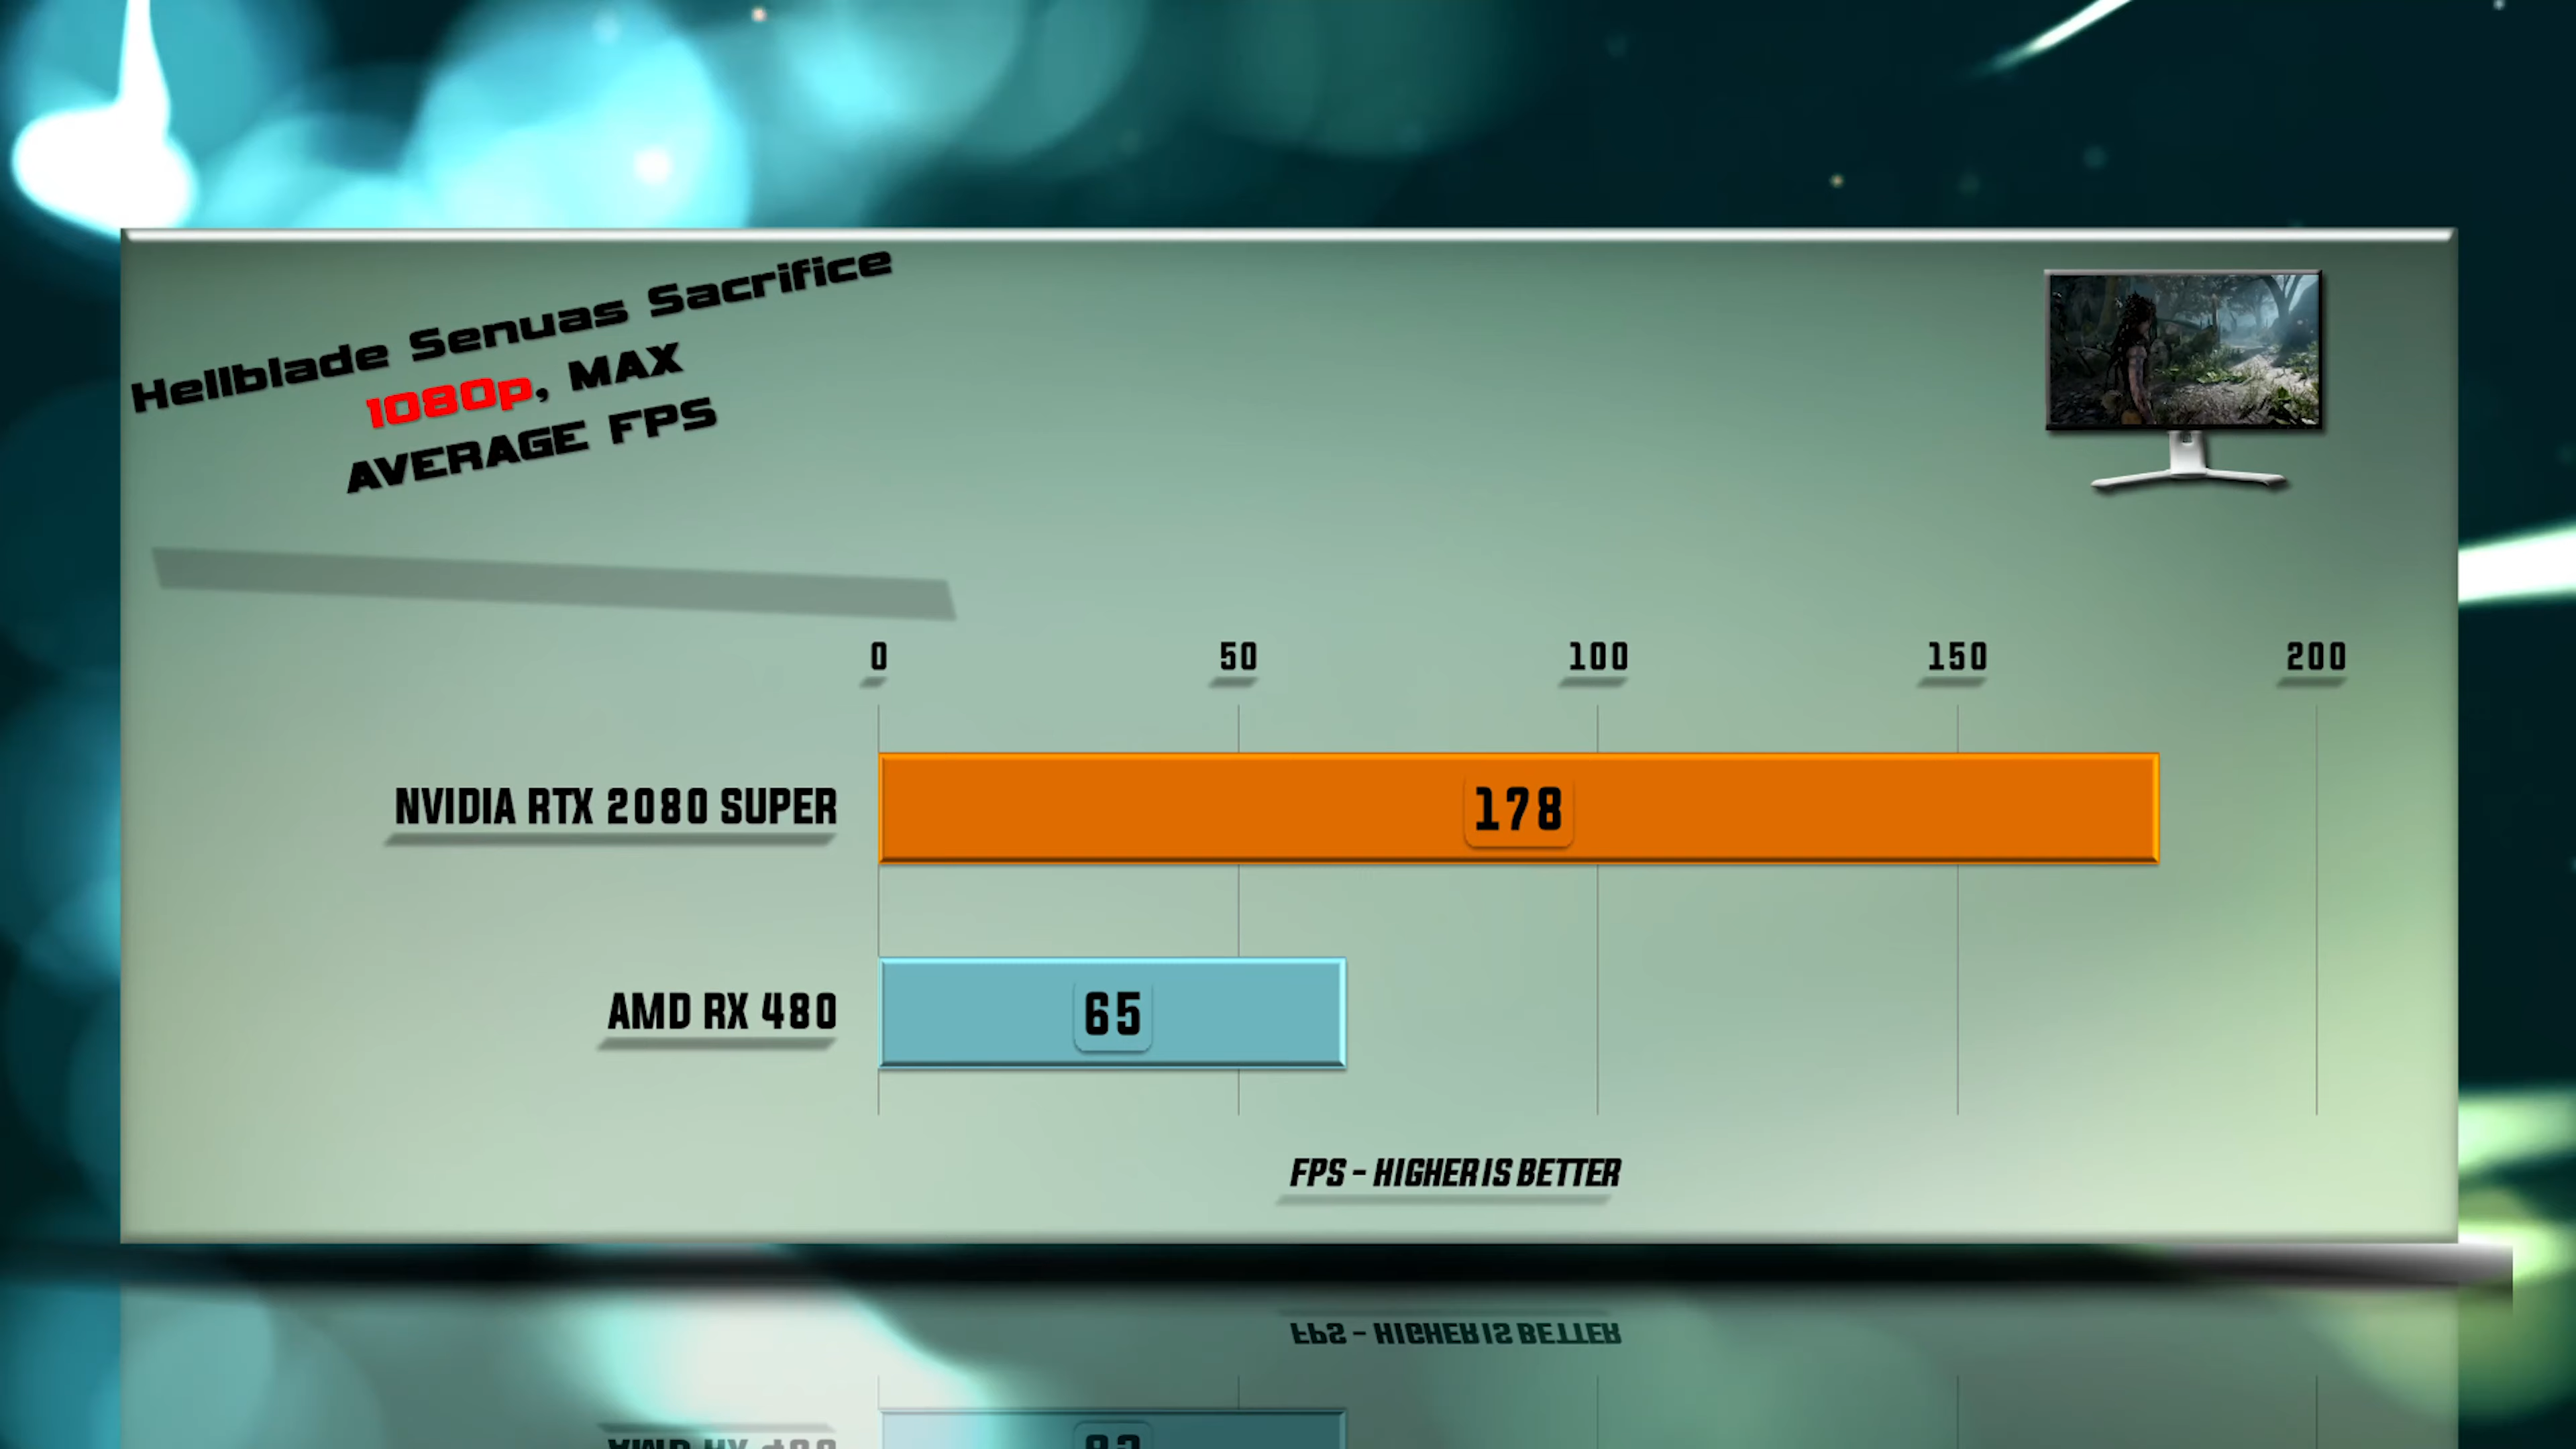 Hellblade Senuas Sacrifice
1080p, MAX
AVERAGE FPS
0 50 100 150 200
NVIDIA RTX 2080 SUPER
178
AMD RX 480
65
FPS - HIGHER IS BETTER